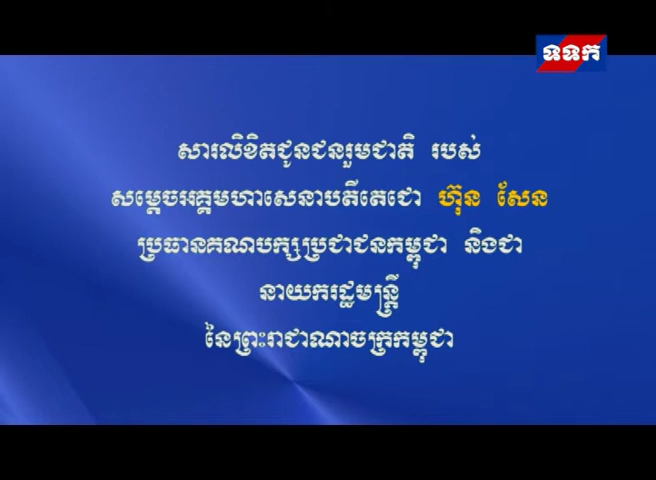 ទទក
សារលិខិតជូនជនរួមជាតិ របស់
សម្តេចអគ្គមហាសេនាបតីតេជោ ហ៊ុន សែន
ប្រធានគណបក្សប្រជាជនកម្ពុជា និងជា
នាយករដ្ឋមន្ត្រី
នៃព្រះរាជាណាចក្រកម្ពុជា